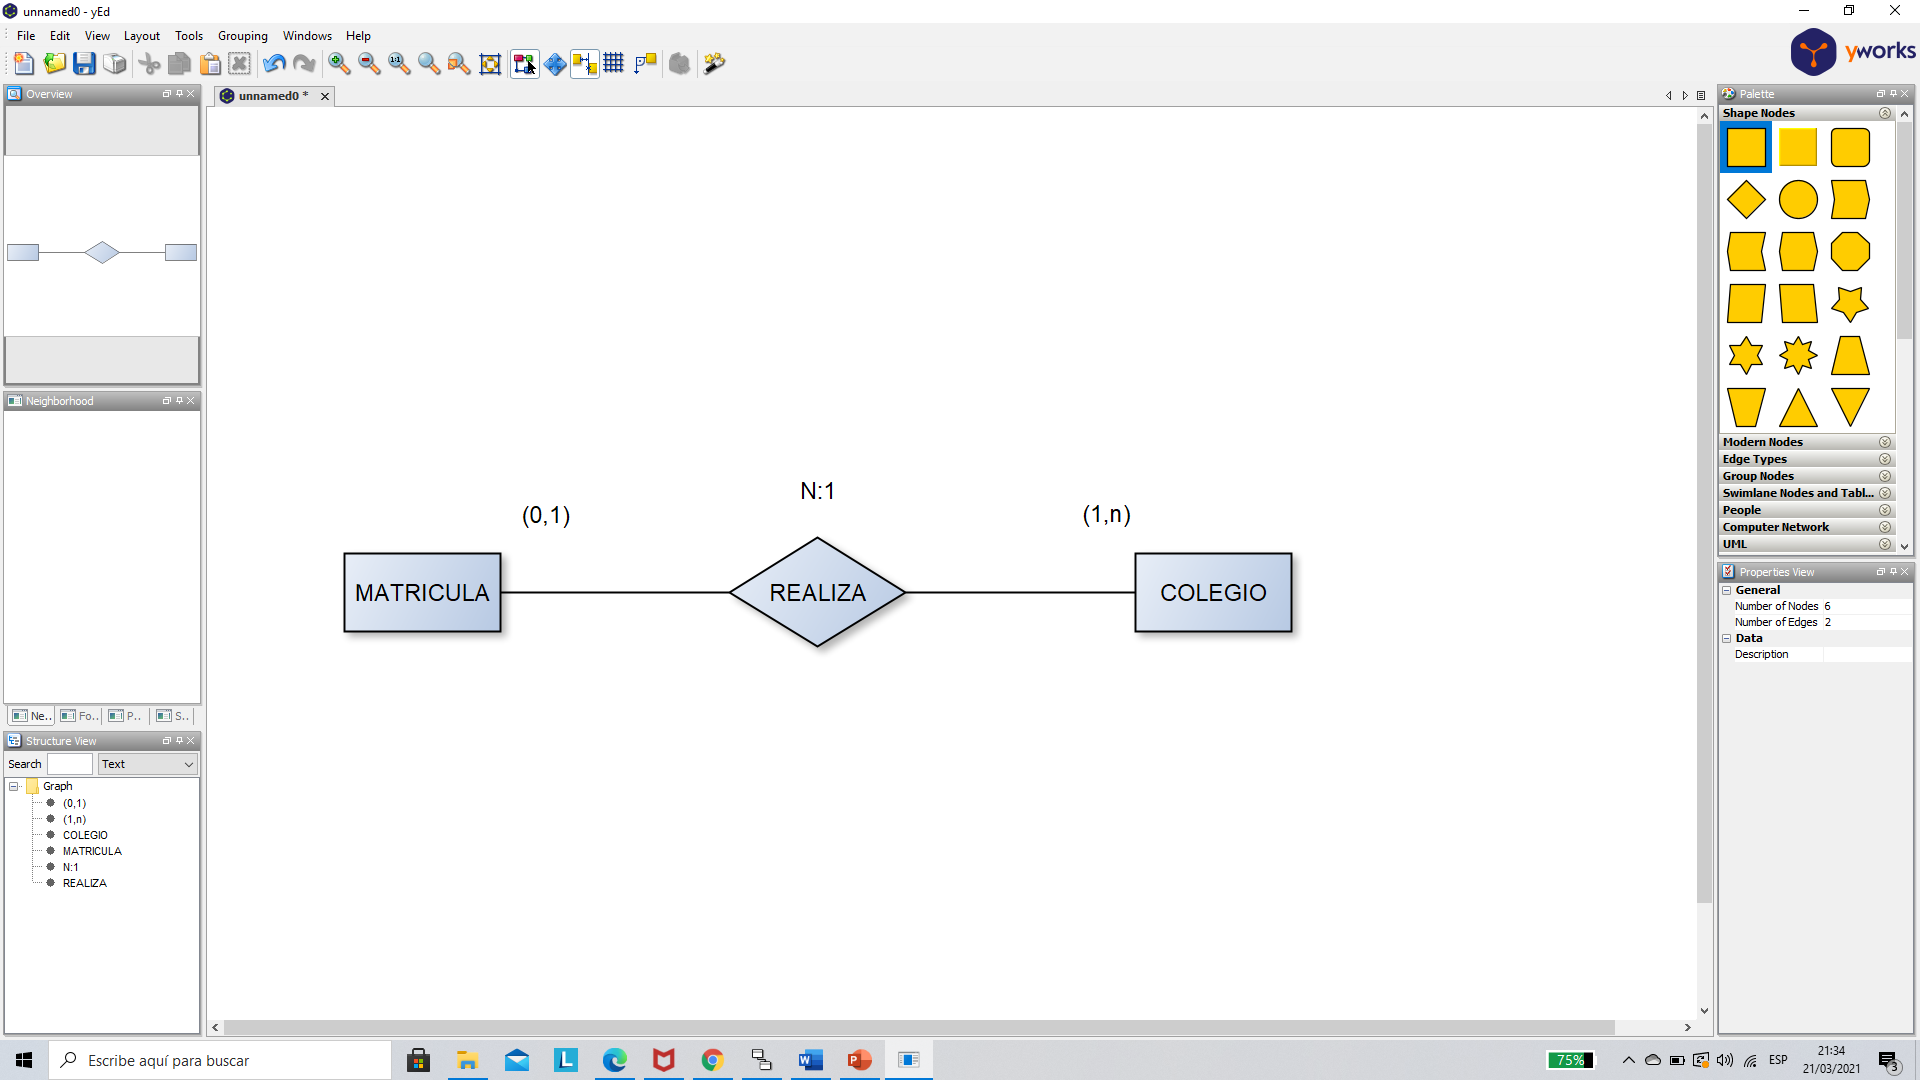 unnamed0 - yEd
File Edit View Layout Tools Grouping Windows Help
yworks
Overview
unnamed0 *
Palette
Shape Nodes
Neighborhood
N:1
(0,1)
(1,n)
MATRICULA
REALIZA
COLEGIO
Modern Nodes
Edge Types
Group Nodes
Swimlane Nodes and Tabl...
People
Computer Network
UML
Properties View
General
Number of Nodes 6
Number of Edges 2
Data
Description
Ne.. Fo.. P.. S..
Structure View
Search Text
Graph
(0,1)
(1,n)
COLEGIO
MATRICULA
N:1
REALIZA
Escribe aquí para buscar
75%
ESP
21:34
21/03/2021
3